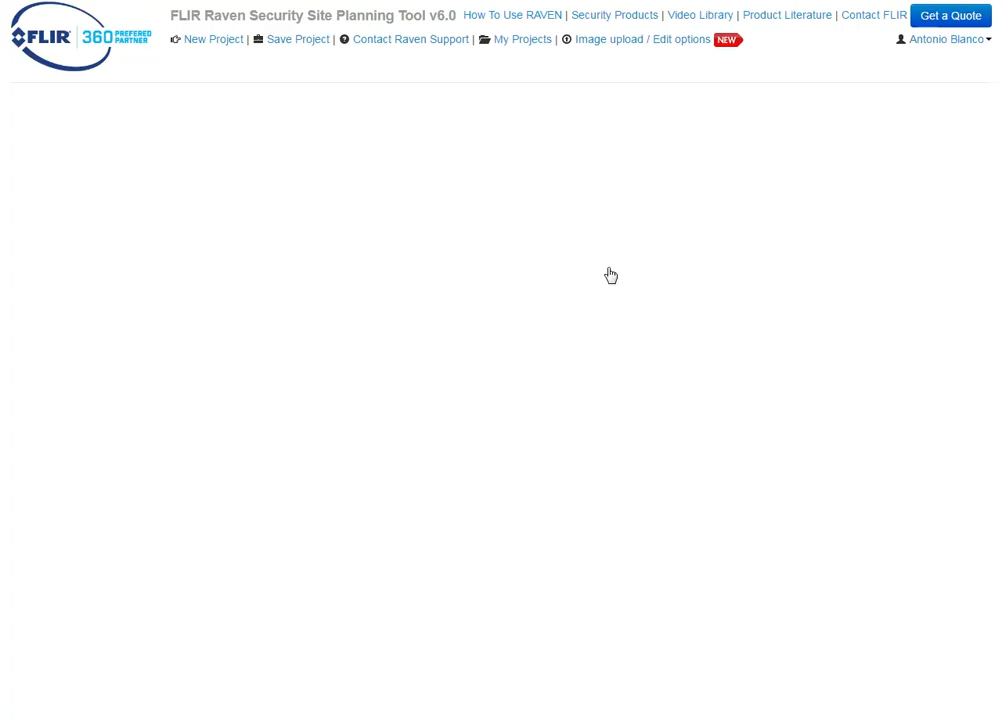 FLIR 360 PREFERED PARTNER
FLIR Raven Security Site Planning Tool v6.0 How To Use RAVEN | Security Products | Video Library | Product Literature | Contact FLIR Get a Quote
New Project | Save Project | Contact Raven Support | My Projects | Image upload / Edit options NEW Antonio Blanco